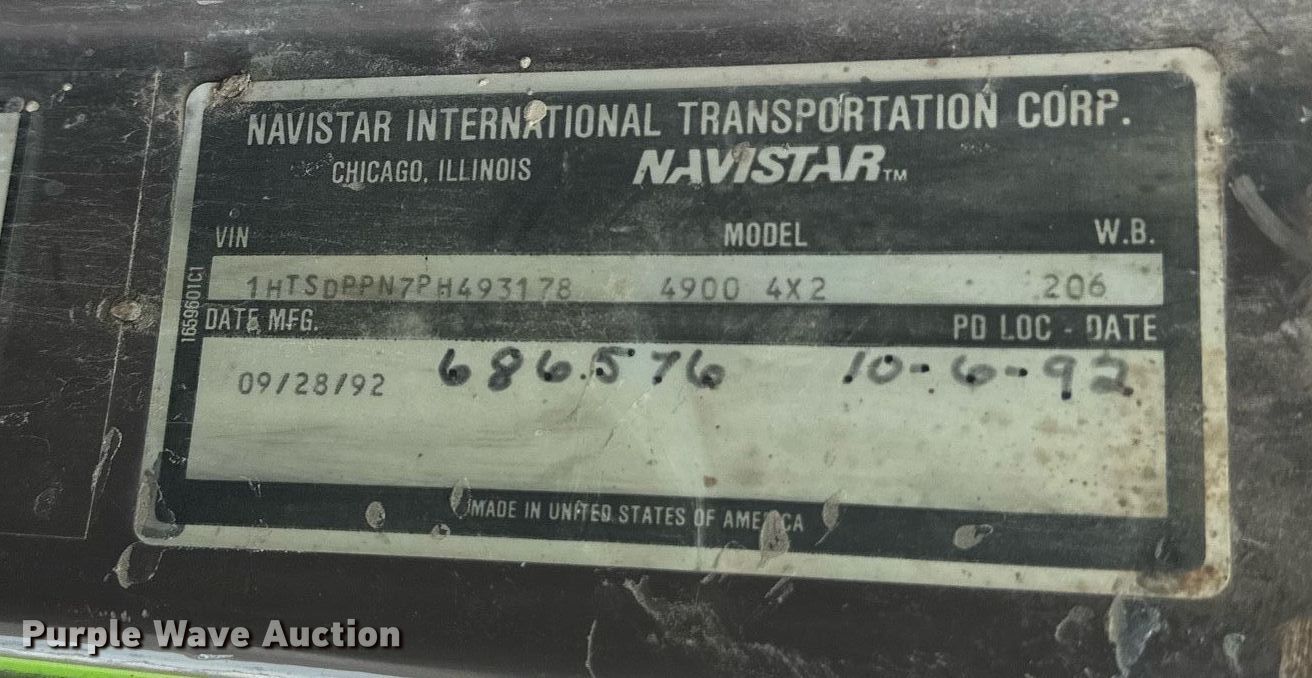 NAVISTAR INTERNATIONAL TRANSPORTATION CORP.
CHICAGO, ILLINOIS NAVISTAR™
VIN MODEL W.B.
1HTSDPPN7PH493178 4900 4X2 206
1659601C1
DATE MFG. PD LOC - DATE
09/28/92 686576 10-6-92
MADE IN UNITED STATES OF AMERICA
Purple Wave Auction